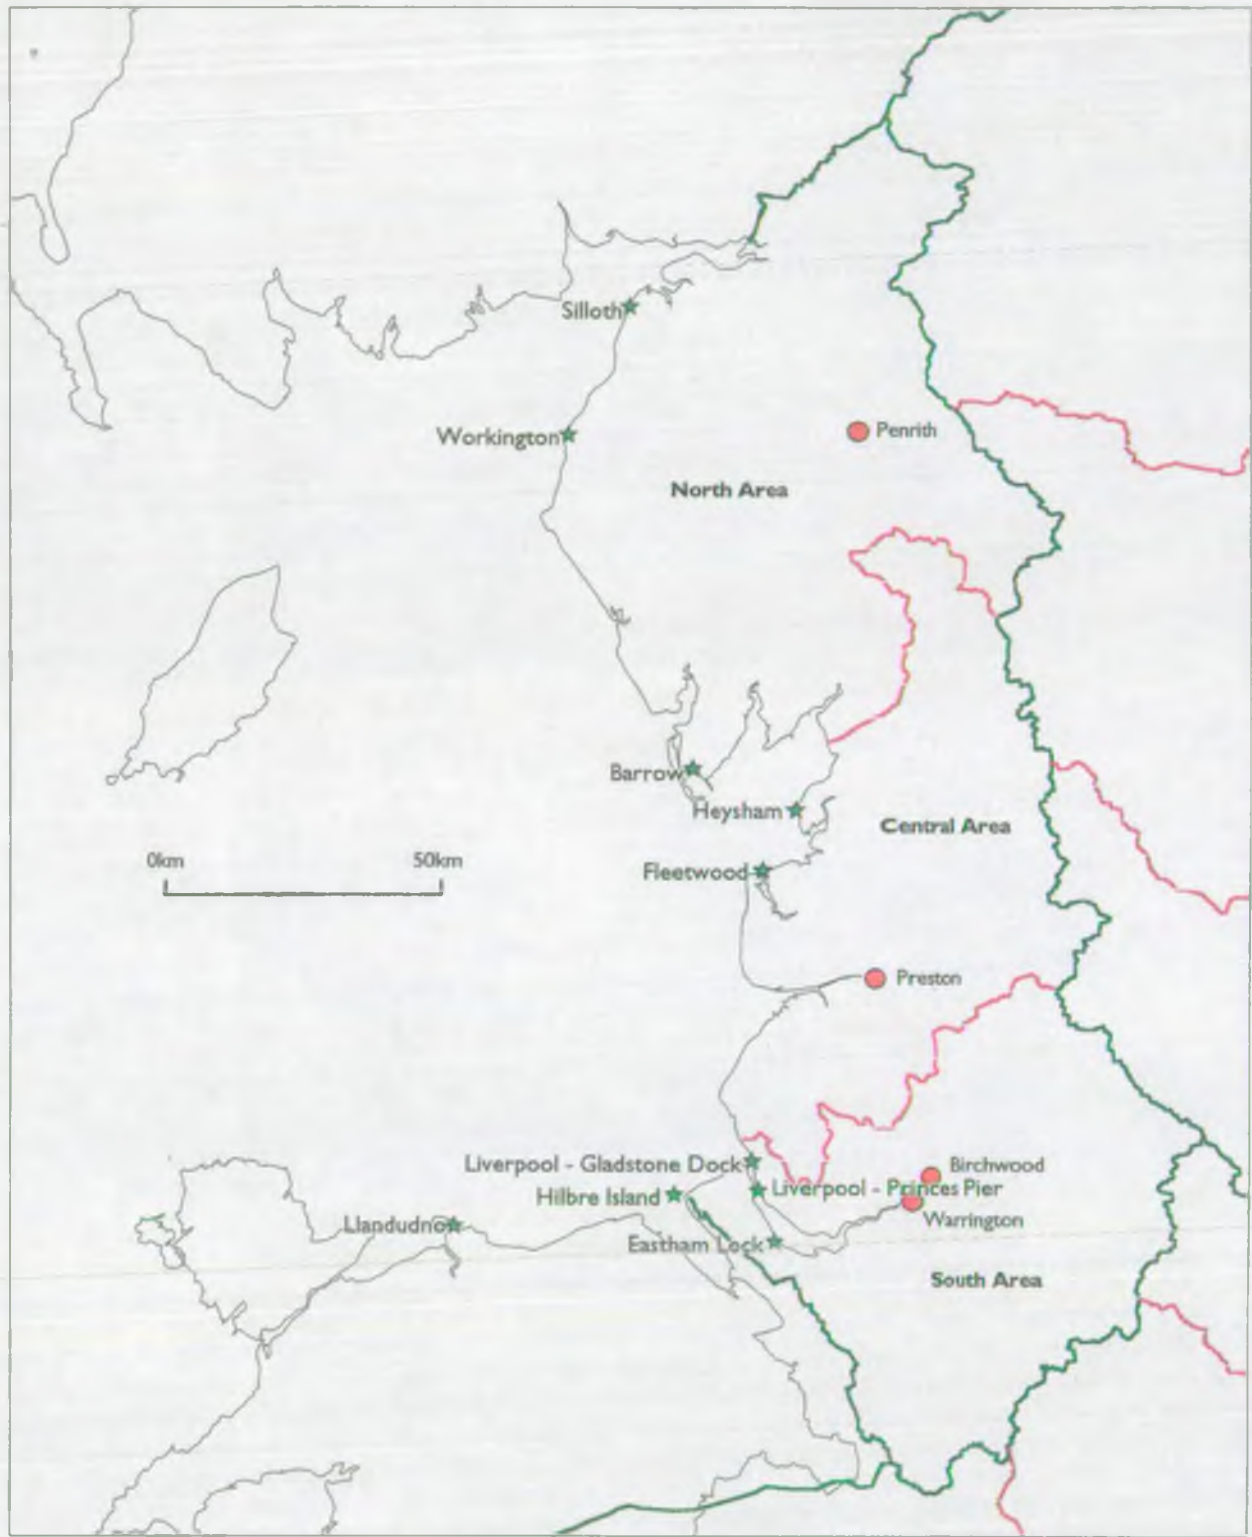 Silloth
Workington
Penrith
North Area
Barrow
Heysham
Central Area
0km
50km
Fleetwood
Preston
Liverpool - Gladstone Dock
Birchwood
Hilbre Island
Liverpool - Princes Pier
Llandudno
Warrington
Eastham Lock
South Area